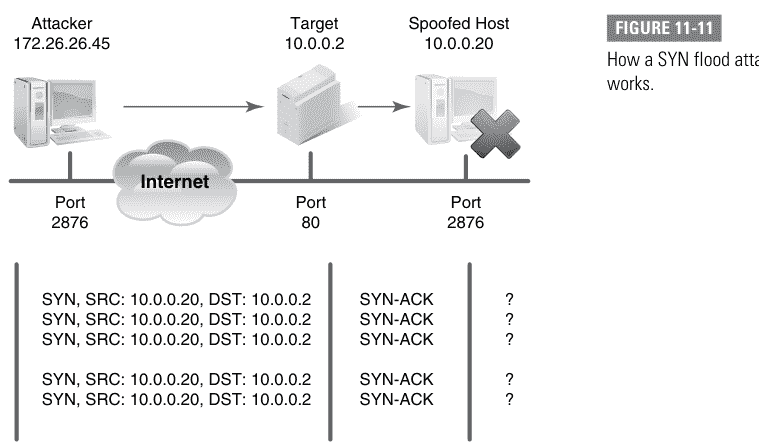 Attacker
172.26.26.45
Target
10.0.0.2
Spoofed Host
10.0.0.20
FIGURE 11-11
How a SYN flood
works.
Internet
Port
2876
Port
80
Port
2876
SYN, SRC: 10.0.0.20, DST: 10.0.0.2 SYN-ACK ?
SYN, SRC: 10.0.0.20, DST: 10.0.0.2 SYN-ACK ?
SYN, SRC: 10.0.0.20, DST: 10.0.0.2 SYN-ACK ?
SYN, SRC: 10.0.0.20, DST: 10.0.0.2 SYN-ACK ?
SYN, SRC: 10.0.0.20, DST: 10.0.0.2 SYN-ACK ?